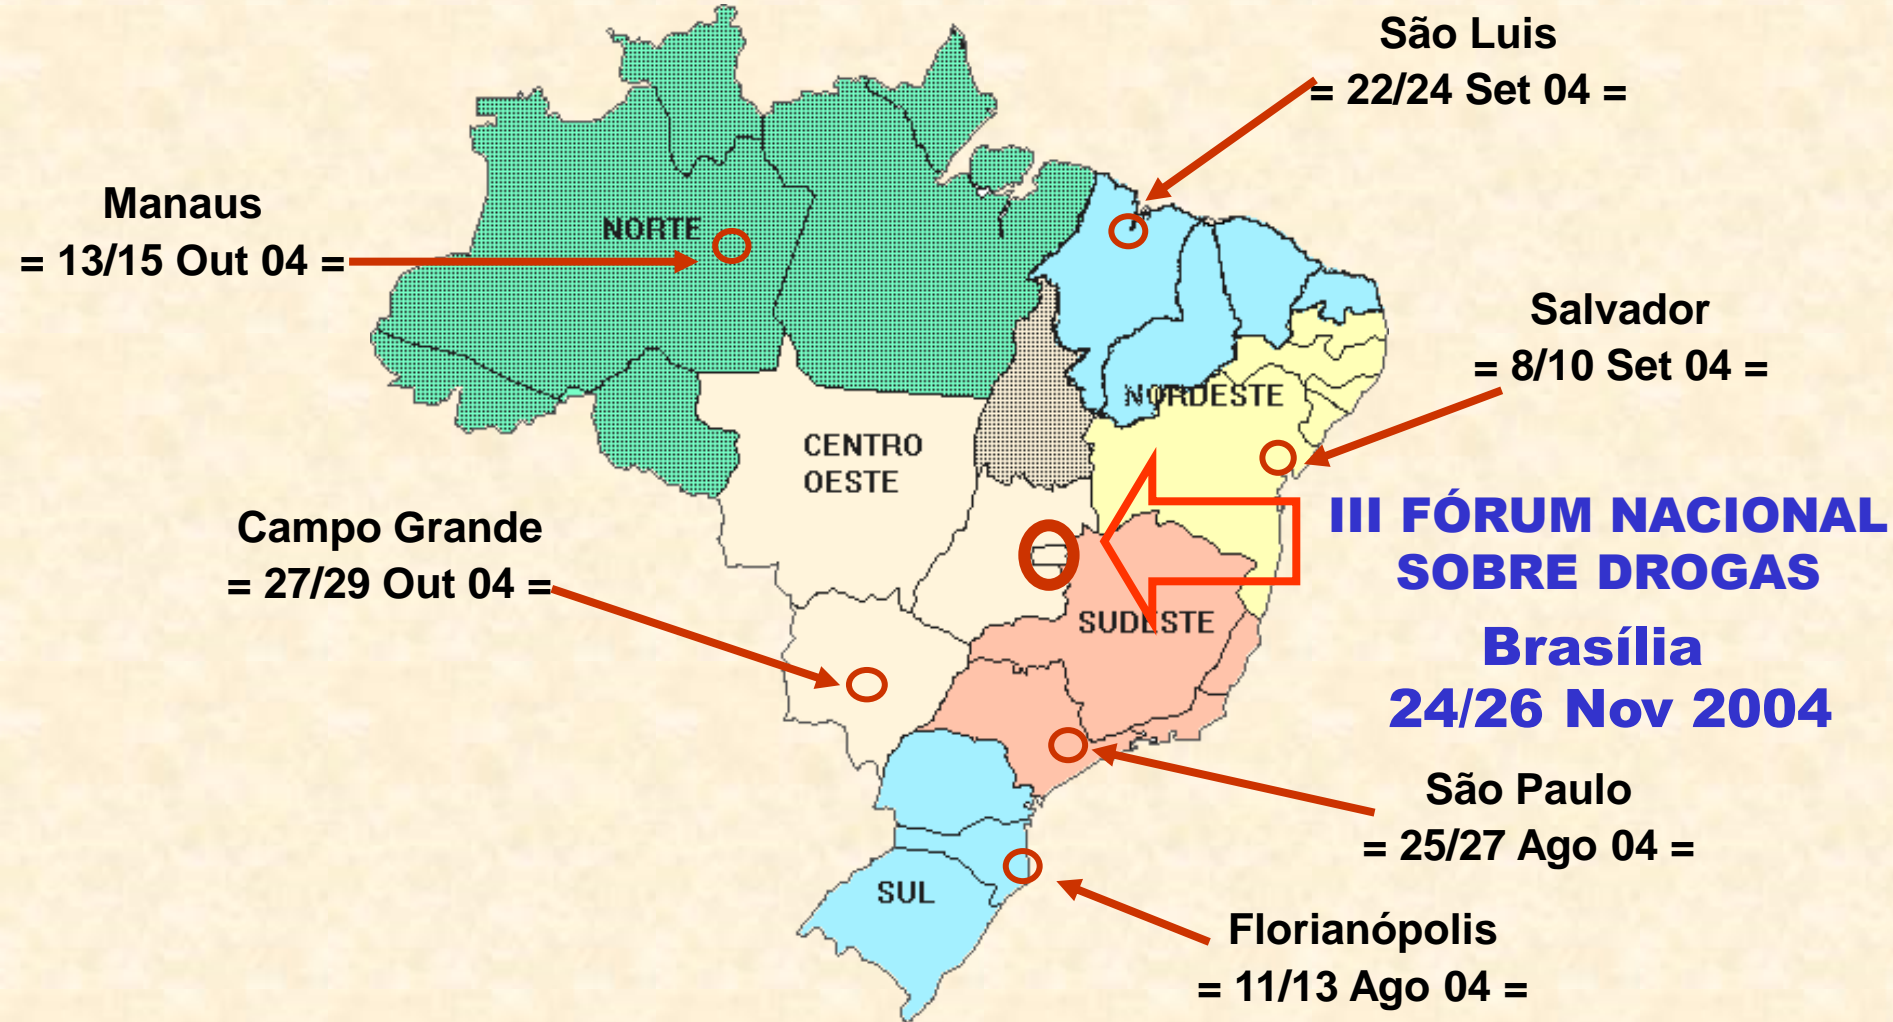 São Luis
= 22/24 Set 04 =
Manaus
= 13/15 Out 04 =
NORTE
Salvador
= 8/10 Set 04 =
NORDESTE
CENTRO
OESTE
III FÓRUM NACIONAL
SOBRE DROGAS
Brasília
24/26 Nov 2004
Campo Grande
= 27/29 Out 04 =
SUDESTE
São Paulo
= 25/27 Ago 04 =
SUL
Florianópolis
= 11/13 Ago 04 =